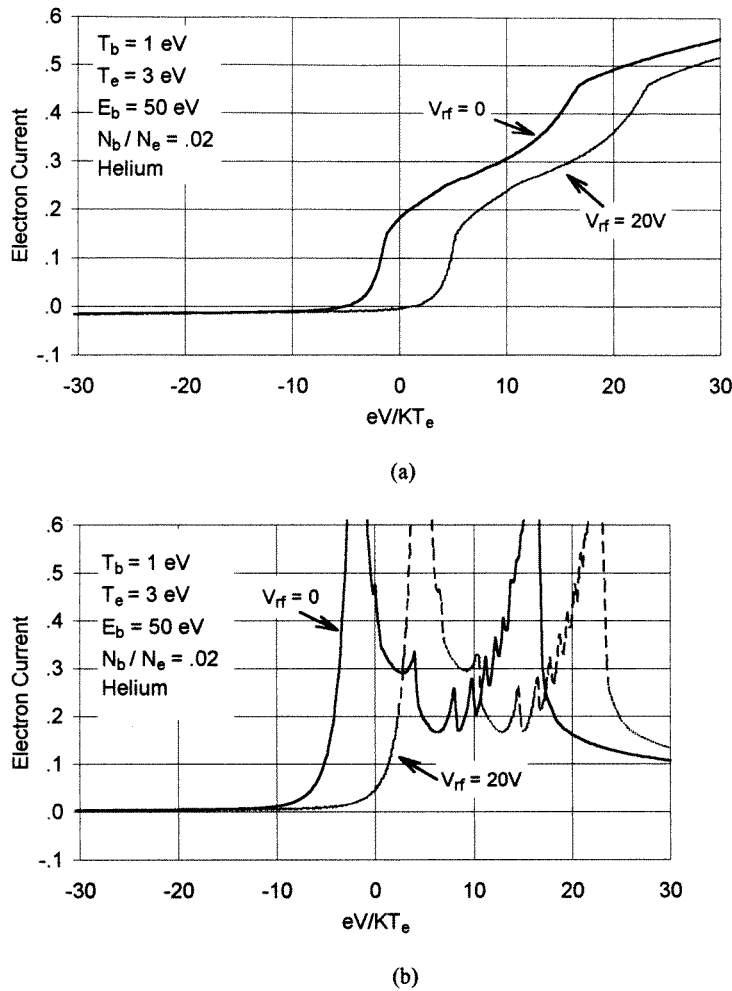 .6
.5
.4
.3
.2
.1
.0
-.1
Electron Current
T_b = 1 eV
T_e = 3 eV
E_b = 50 eV
N_b / N_e = .02
Helium
V_rf = 0
V_rf = 20V
-30 -20 -10 0 10 20 30
eV/KT_e
(a)
.6
.5
.4
.3
.2
.1
.0
-.1
Electron Current
T_b = 1 eV
T_e = 3 eV
E_b = 50 eV
N_b / N_e = .02
Helium
V_rf = 0
V_rf = 20V
-30 -20 -10 0 10 20 30
eV/KT_e
(b)